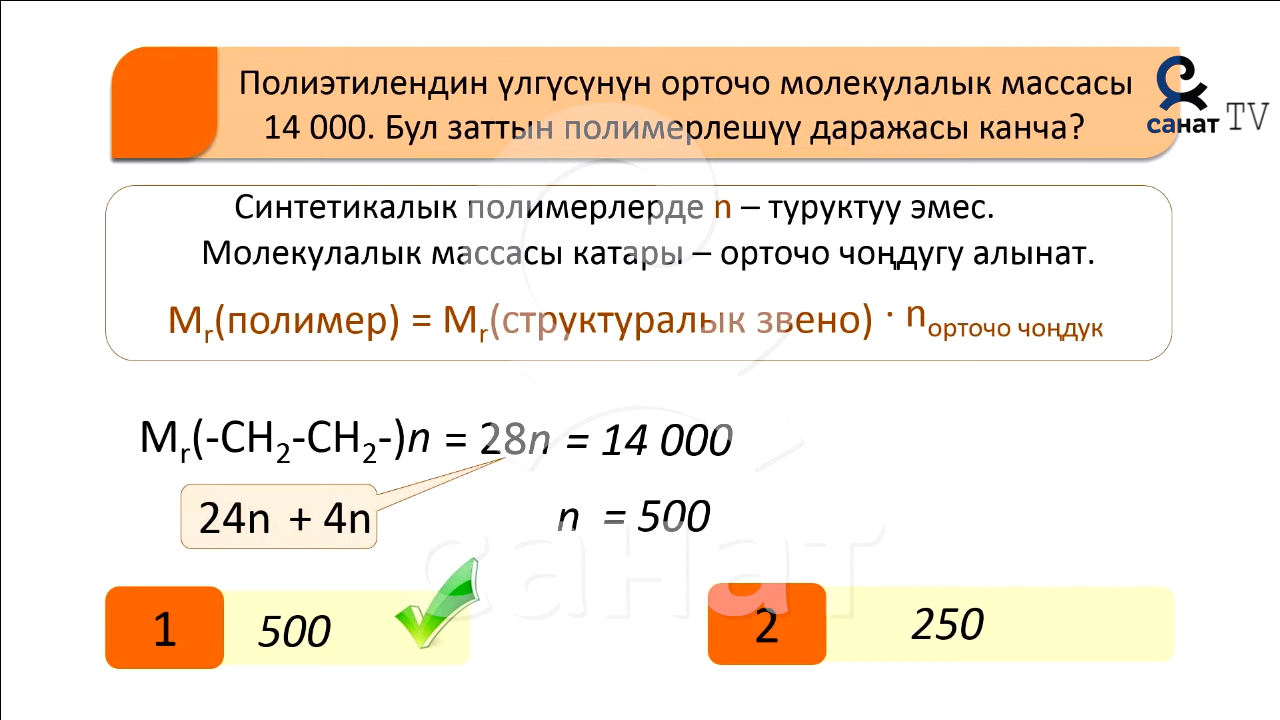 Полиэтилендин үлгүсүнүн орточо молекулалык массасы
14 000. Бул заттын полимерлешүү даражасы канча?
санат TV
Синтетикалык полимерлерде n – туруктуу эмес.
Молекулалык массасы катары – орточо чоңдугу алынат.
Mᵣ(полимер) = Mᵣ(структуралык звено) · n орточо чоңдук
Mᵣ(-CH₂-CH₂-)n = 28n = 14 000
24n + 4n
n = 500
санат
1 500
2 250